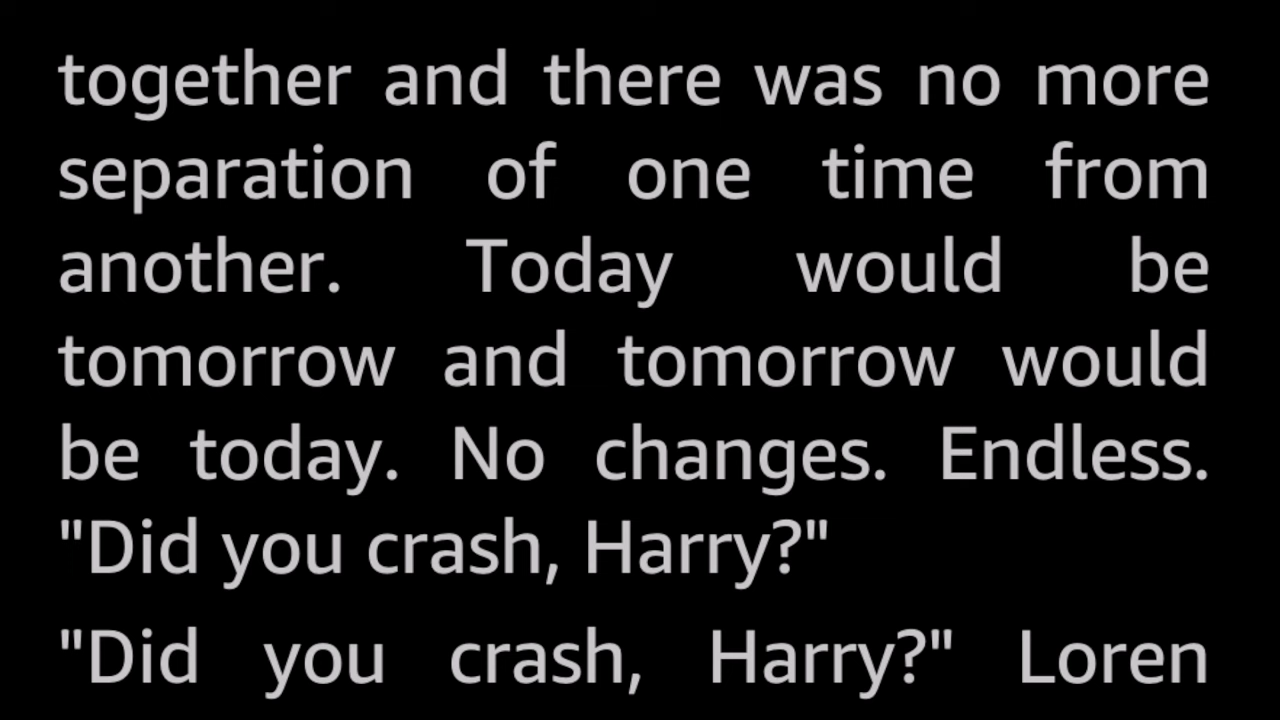 together and there was no more
separation of one time from
another. Today would be
tomorrow and tomorrow would
be today. No changes. Endless.
"Did you crash, Harry?"
"Did you crash, Harry?" Loren